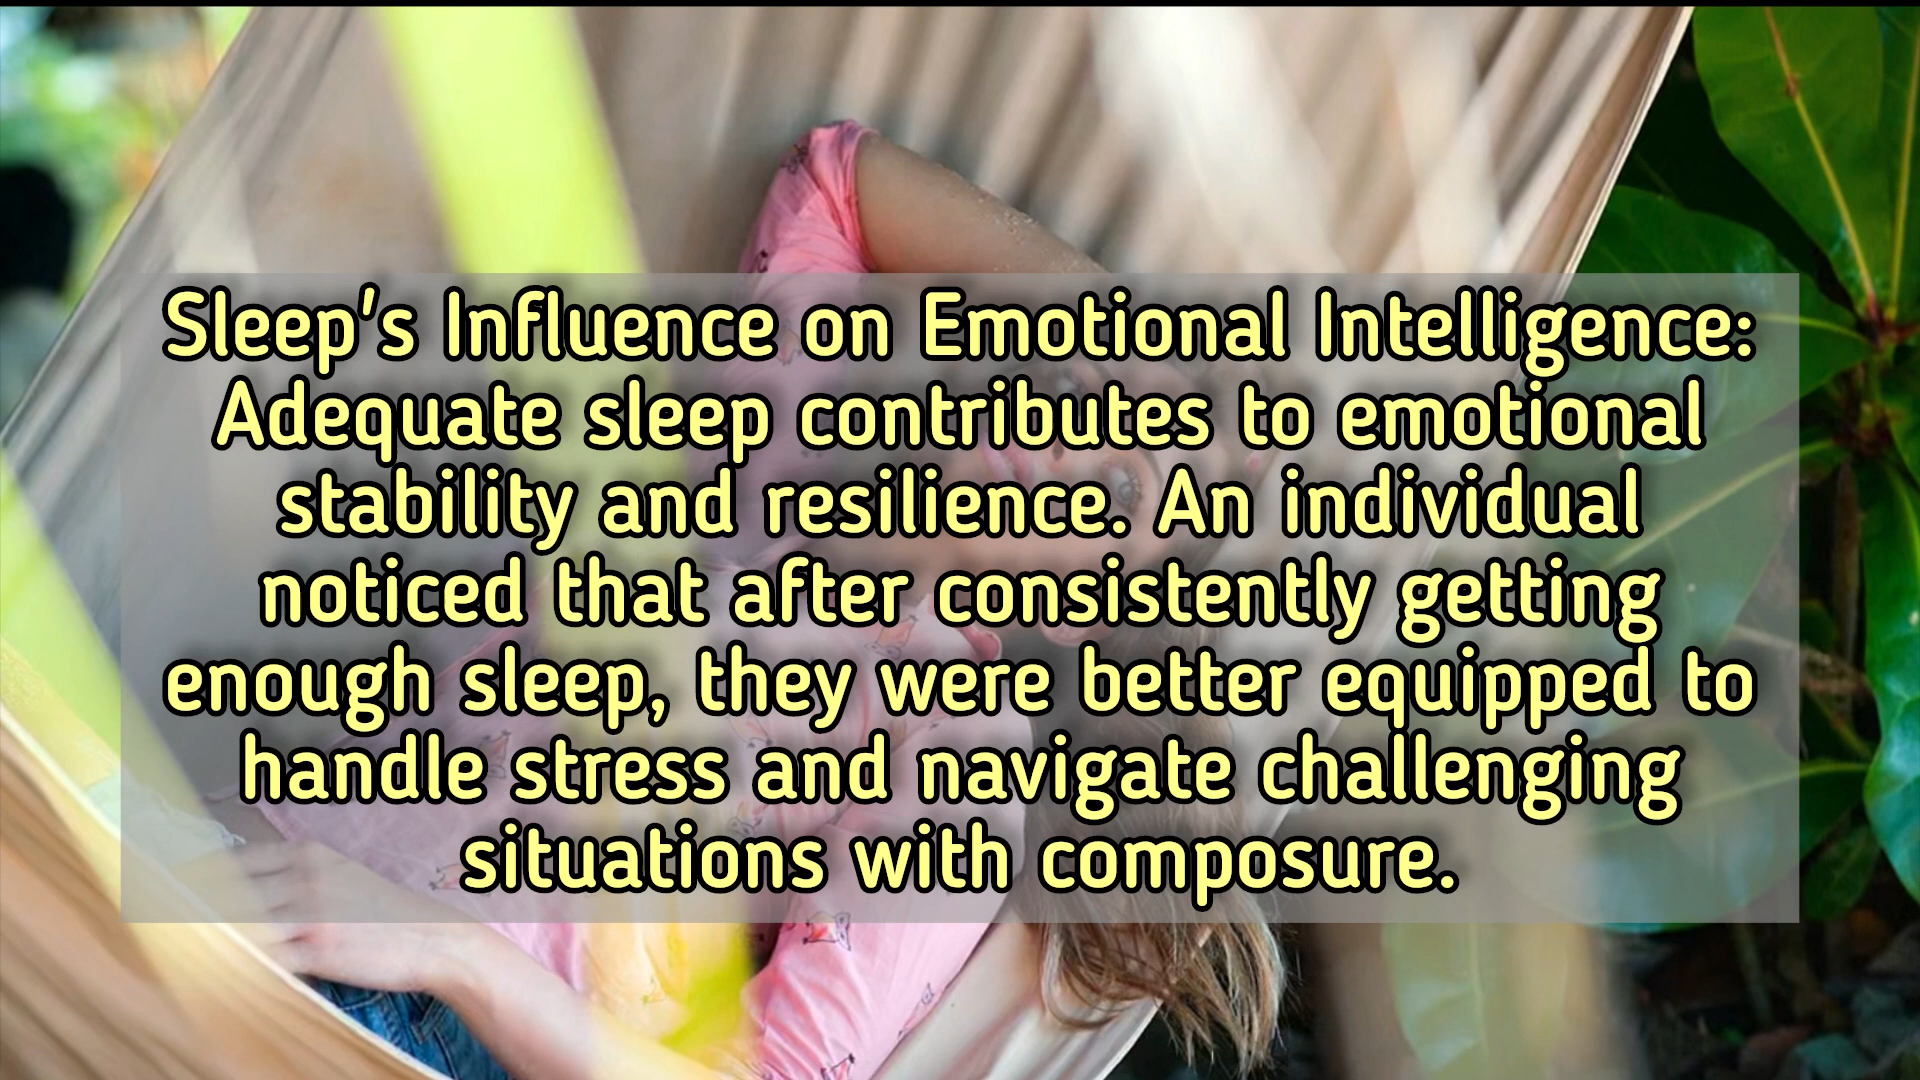 Sleep's Influence on Emotional Intelligence:
Adequate sleep contributes to emotional
stability and resilience. An individual
noticed that after consistently getting
enough sleep, they were better equipped to
handle stress and navigate challenging
situations with composure.